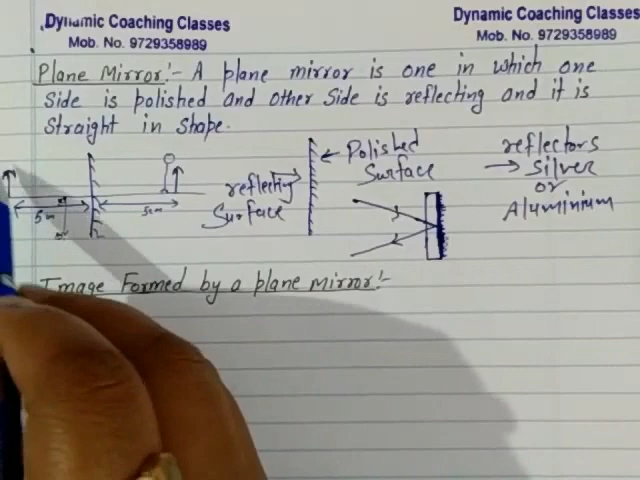 Dynamic Coaching Classes
Mob. No. 9729358989
Dynamic Coaching Classes
Mob. No. 9729358989
Plane Mirror:- A plane mirror is one in which one
Side is polished and other side is reflecting and it is
straight in shape.
5m
5m
reflecting
Surface
Polished
Surface
reflectors
→ Silver
or
Aluminium
Image Formed by a plane mirror:-